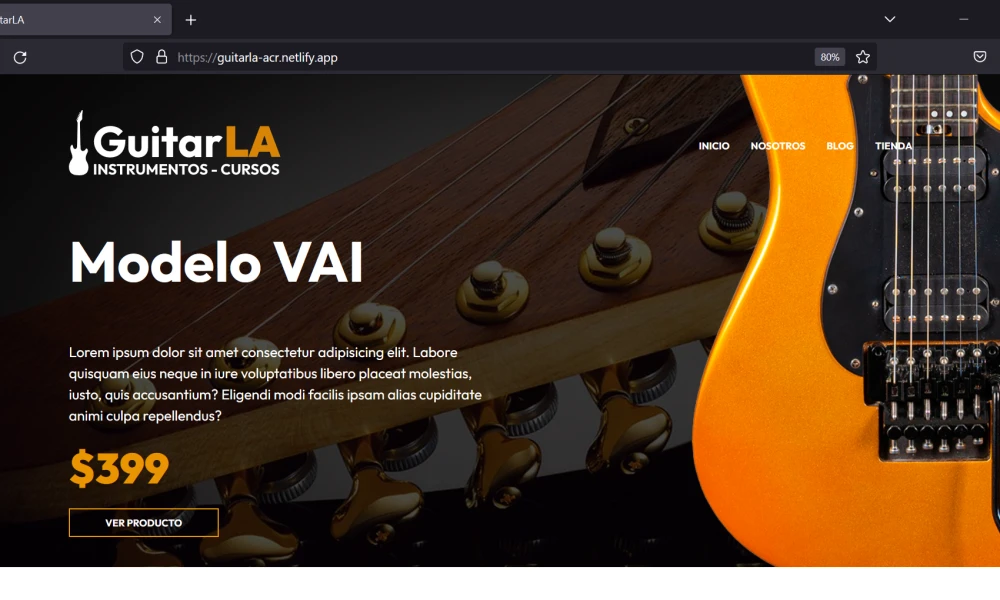 tarLA
https://guitarla-acr.netlify.app
80%
GuitarLA
INSTRUMENTOS - CURSOS
INICIO NOSOTROS BLOG TIENDA
Modelo VAI
Lorem ipsum dolor sit amet consectetur adipisicing elit. Labore
quisquam eius neque in iure voluptatibus libero placeat molestias,
iusto, quis accusantium? Eligendi modi facilis ipsam alias cupiditate
animi culpa repellendus?
$399
VER PRODUCTO